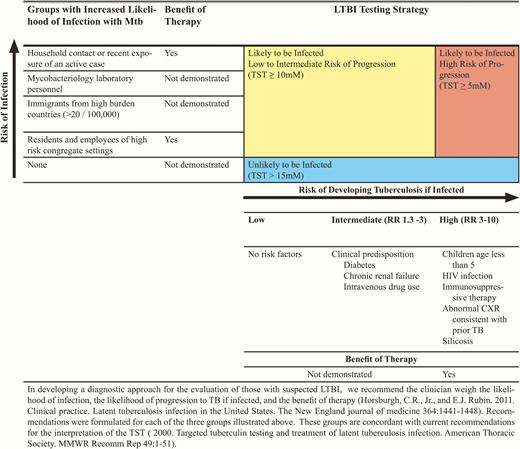 Groups with Increased Likeli-
hood of Infection with Mtb
Benefit of
Therapy
LTBI Testing Strategy
Risk of Infection
Household contact or recent expo-
sure of an active case
Yes
Mycobacteriology laboratory
personnel
Not demonstrated
Immigrants from high burden
countries (>20 / 100,000)
Not demonstrated
Residents and employees of high
risk congregate settings
Yes
None
Not demonstrated
Likely to be Infected
Low to Intermediate Risk of Progression
(TST ≥ 10mM)
Likely to be Infected
High Risk of Pro-
gression
(TST ≥ 5mM)
Unlikely to be Infected
(TST > 15mM)
Risk of Developing Tuberculosis if Infected
Low
Intermediate (RR 1.3 -3)
High (RR 3-10)
No risk factors
Clinical predisposition
Diabetes
Chronic renal failure
Intravenous drug use
Children age less
than 5
HIV infection
Immunosuppres-
sive therapy
Abnormal CXR
consistent with
prior TB
Silicosis
Benefit of Therapy
Not demonstrated
Yes
In developing a diagnostic approach for the evaluation of those with suspected LTBI, we recommend the clinician weigh the likeli-
hood of infection, the likelihood of progression to TB if infected, and the benefit of therapy (Horsburgh, C.R., Jr., and E.J. Rubin. 2011.
Clinical practice. Latent tuberculosis infection in the United States. The New England journal of medicine 364:1441-1448). Recom-
mendations were formulated for each of the three groups illustrated above. These groups are concordant with current recommendations
for the interpretation of the TST ( 2000. Targeted tuberculin testing and treatment of latent tuberculosis infection. American Thoracic
Society. MMWR Recomm Rep 49:1-51).